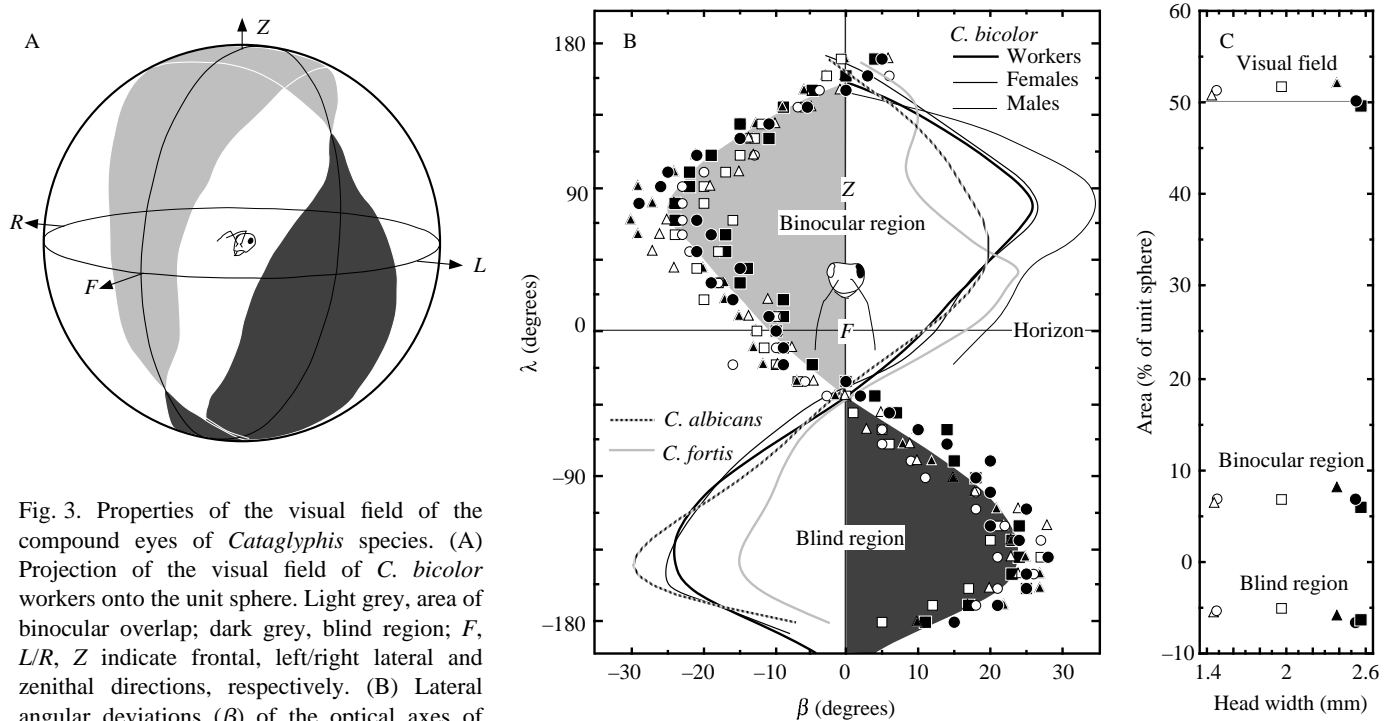 A
Z
R
F
L
Fig. 3. Properties of the visual field of the
compound eyes of Cataglyphis species. (A)
Projection of the visual field of C. bicolor
workers onto the unit sphere. Light grey, area of
binocular overlap; dark grey, blind region; F,
L/R, Z indicate frontal, left/right lateral and
zenithal directions, respectively. (B) Lateral
angular deviations (β) of the optical axes of
B
C. bicolor
Workers
Females
Males
180
90
0
−90
−180
λ (degrees)
Z
Binocular region
F
Horizon
C. albicans
C. fortis
Blind region
−30
−20
−10
0
10
20
30
β (degrees)
C
Visual field
Binocular region
Blind region
60
50
40
30
20
10
0
−10
Area (% of unit sphere)
1.4
2
2.6
Head width (mm)